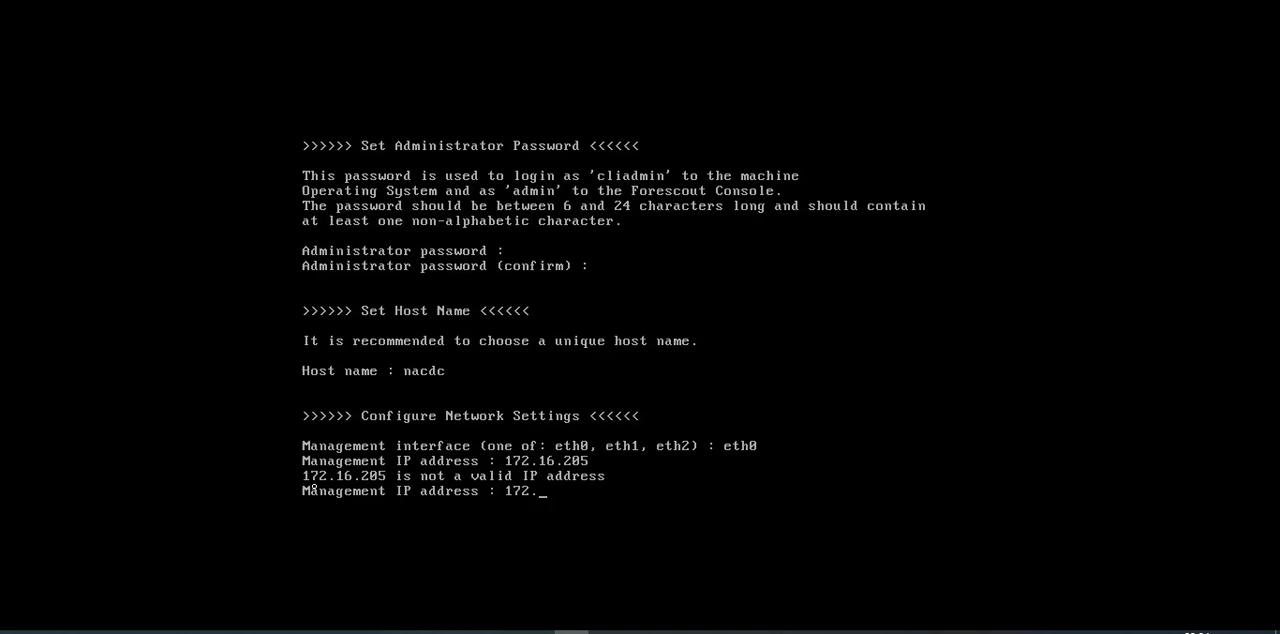 >>>>>> Set Administrator Password <<<<<<
This password is used to login as 'cliadmin' to the machine
Operating System and as 'admin' to the Forescout Console.
The password should be between 6 and 24 characters long and should contain
at least one non-alphabetic character.
Administrator password :
Administrator password (confirm) :
>>>>>> Set Host Name <<<<<<
It is recommended to choose a unique host name.
Host name : nacdc
>>>>>> Configure Network Settings <<<<<<
Management interface (one of: eth0, eth1, eth2) : eth0
Management IP address : 172.16.205
172.16.205 is not a valid IP address
Management IP address : 172._